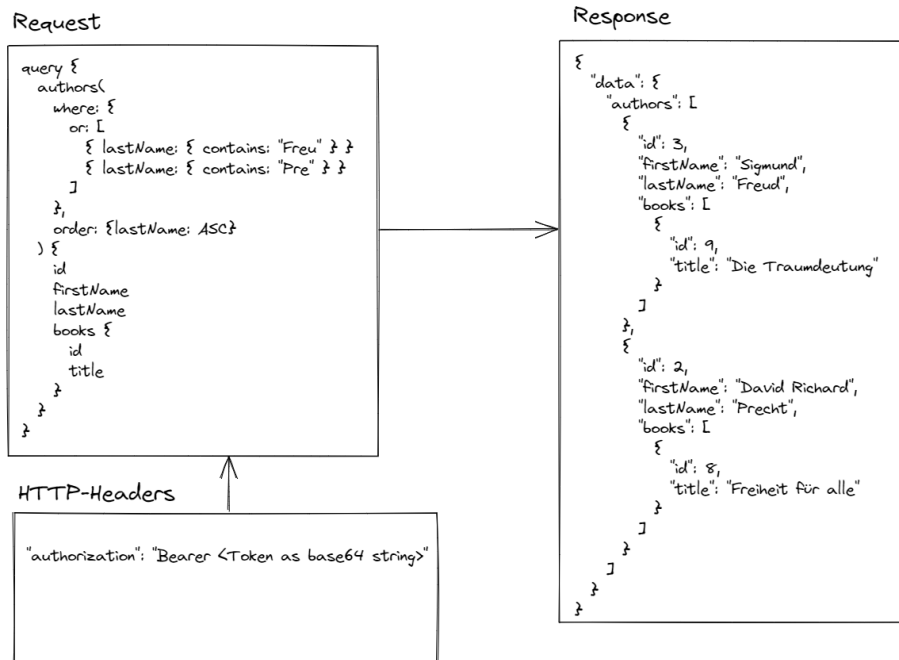 Request
query {
authors(
where: {
or: [
{ lastName: { contains: "Freu" } }
{ lastName: { contains: "Pre" } }
]
},
order: {lastName: ASC}
) {
id
firstName
lastName
books {
id
title
}
}
}
HTTP-Headers
"authorization": "Bearer <Token as base64 string>"
Response
{
"data": {
"authors": [
{
"id": 3,
"firstName": "Sigmund",
"lastName": "Freud",
"books": [
{
"id": 9,
"title": "Die Traumdeutung"
}
]
},
{
"id": 2,
"firstName": "David Richard",
"lastName": "Precht",
"books": [
{
"id": 8,
"title": "Freiheit für alle"
}
]
}
]
}
}